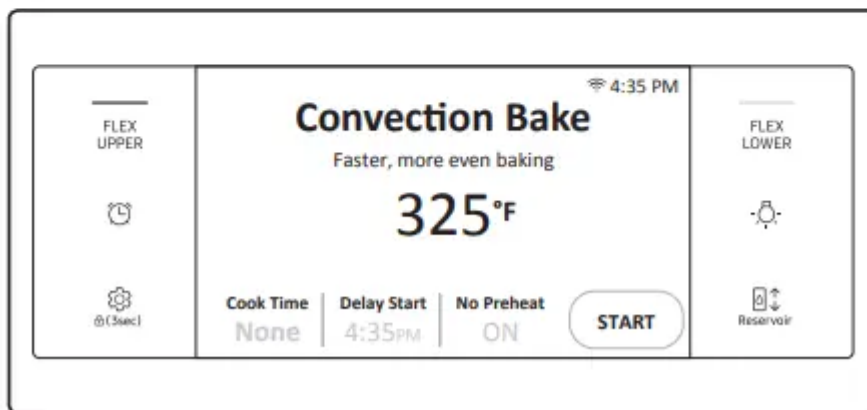 FLEX
UPPER
(3sec)
4:35 PM
Convection Bake
Faster, more even baking
325°F
Cook Time
None
Delay Start
4:35PM
No Preheat
ON
START
FLEX
LOWER
Reservoir